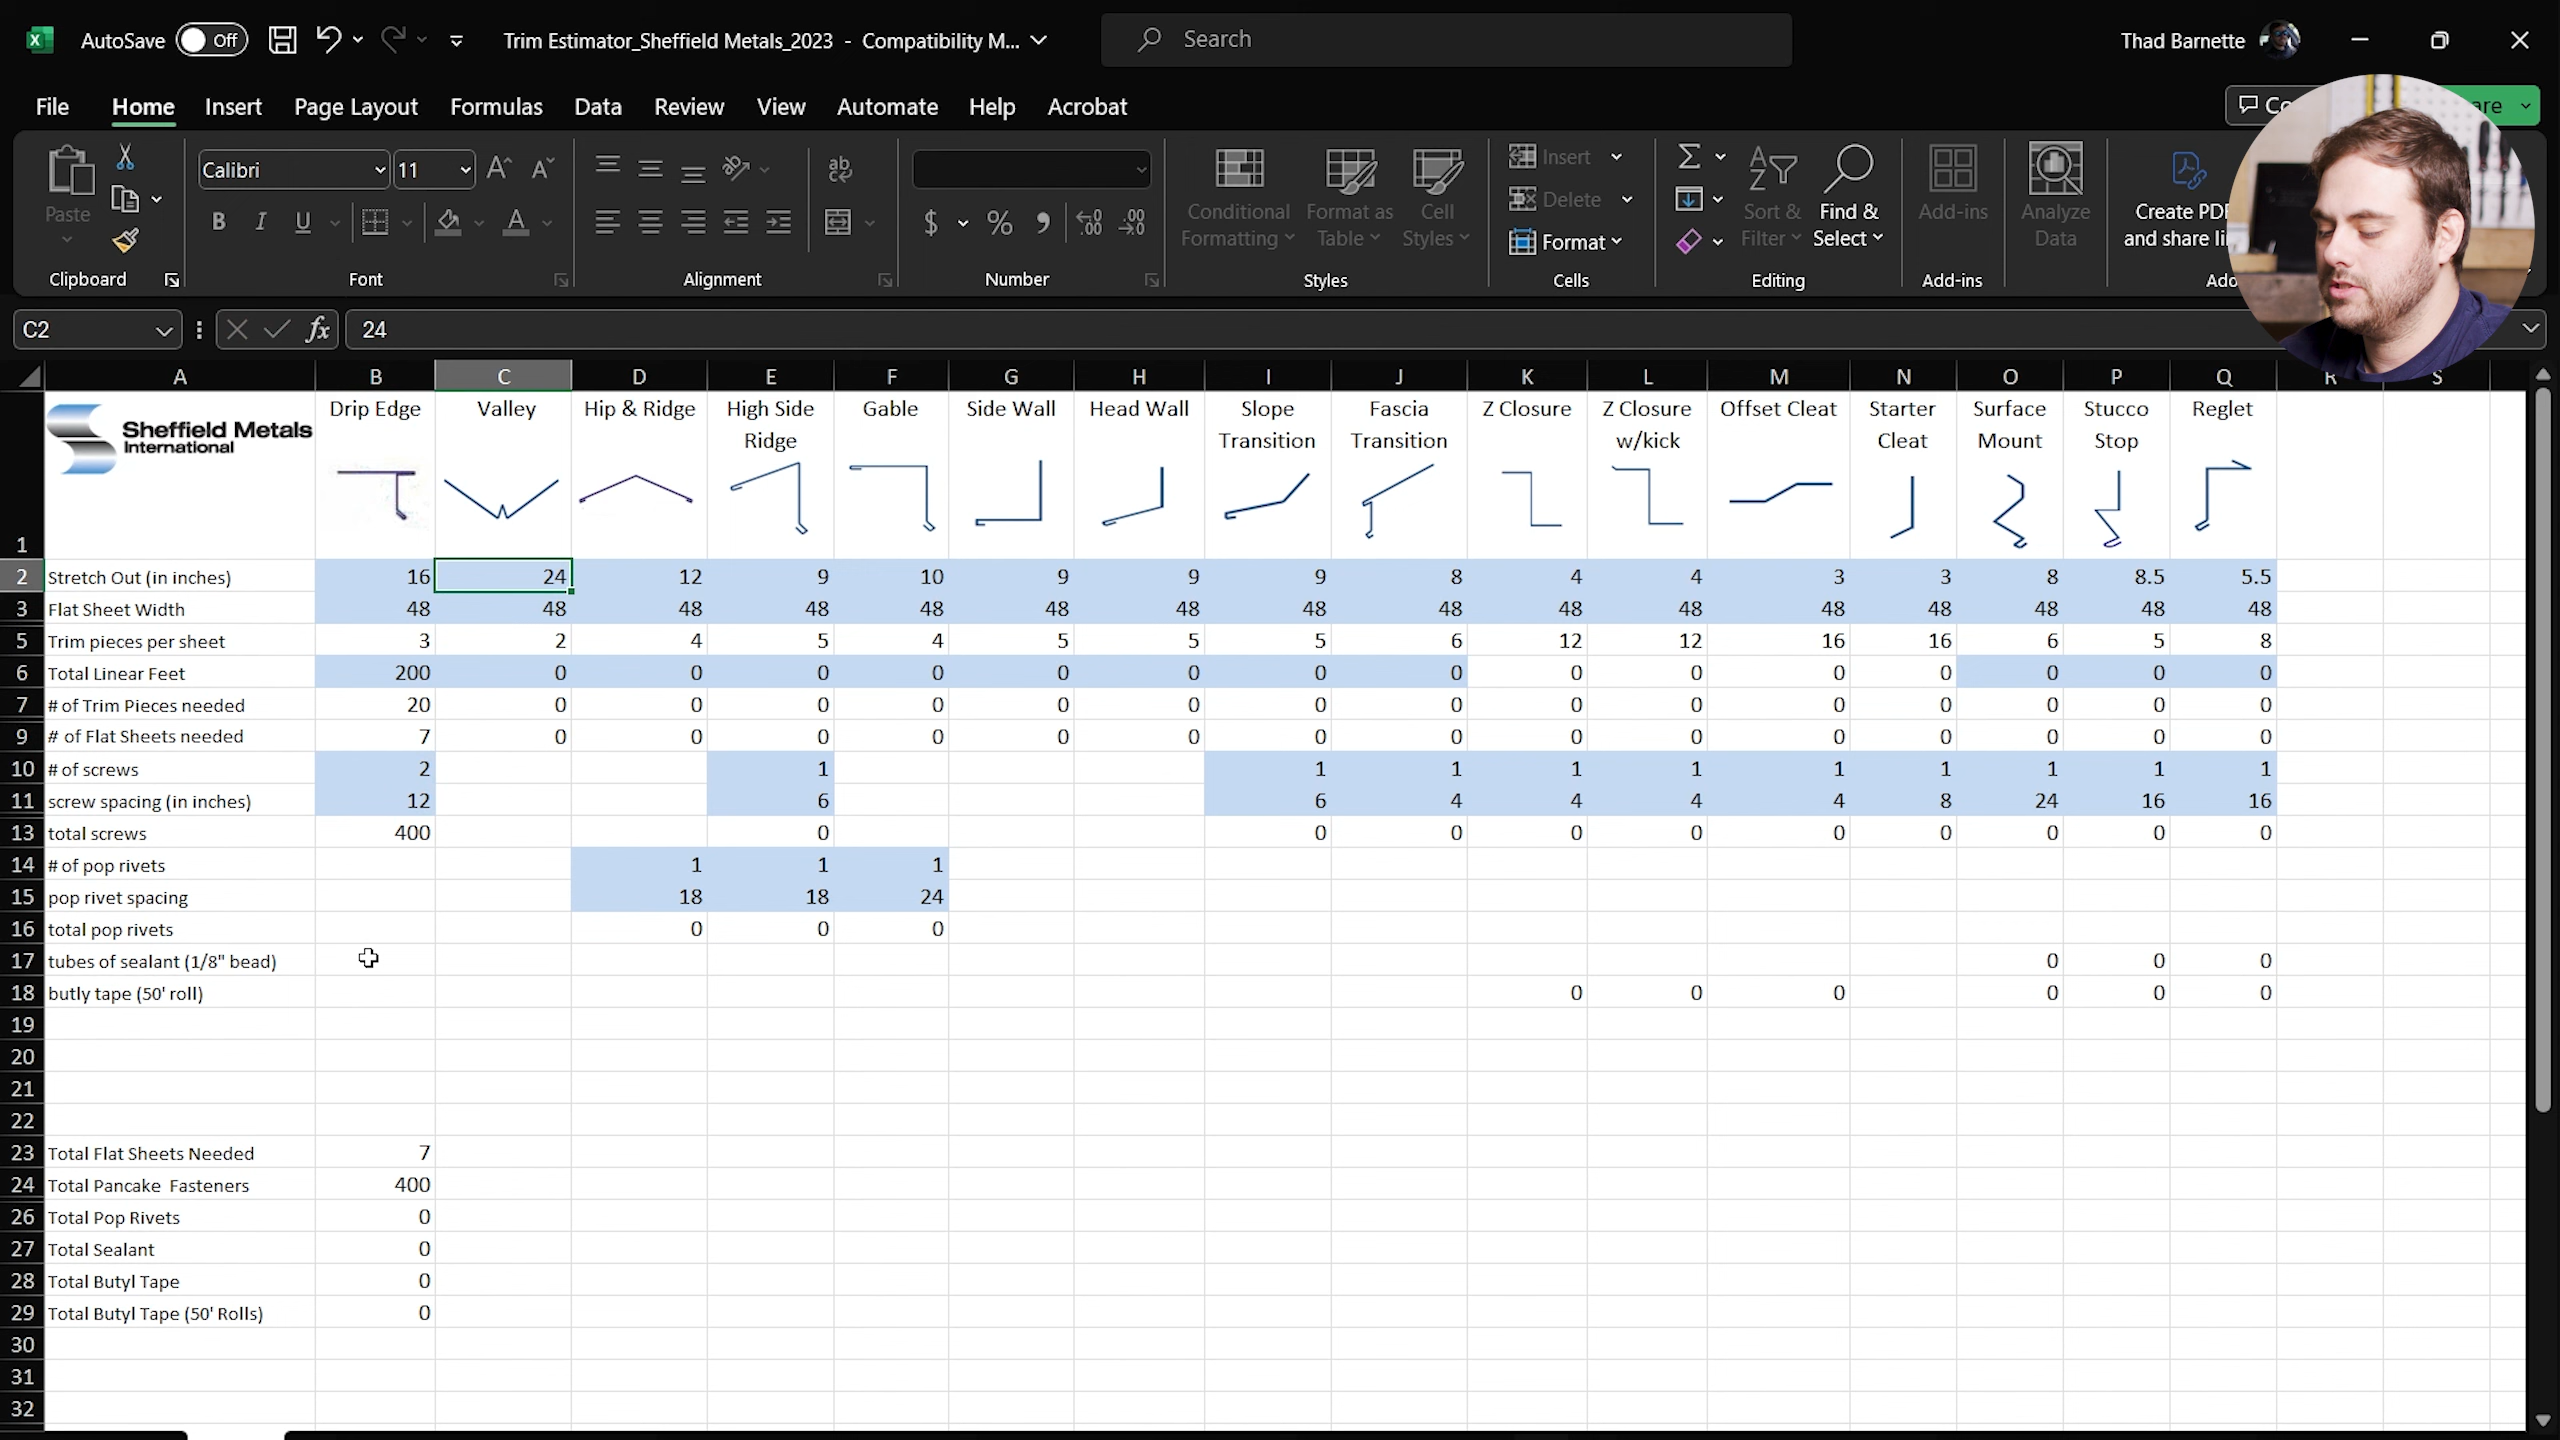 AutoSave Off Trim Estimator_Sheffield Metals_2023 - Compatibility M... Search Thad Barnette
File Home Insert Page Layout Formulas Data Review View Automate Help Acrobat
Paste Calibri 11 Insert Delete Format
B I U A $ % , Conditional Formatting Format as Table Cell Styles Sort & Filter Find & Select Add-ins Analyze Data
Clipboard Font Alignment Number Styles Cells Editing Add-ins
C2 fx 24
A B C D E F G H I J K L M N O P Q R S
Sheffield Metals International Drip Edge Valley Hip & Ridge High Side Ridge Gable Side Wall Head Wall Slope Transition Fascia Transition Z Closure Z Closure w/kick Offset Cleat Starter Cleat Surface Mount Stucco Stop Reglet
1
2 Stretch Out (in inches) 16 24 12 9 10 9 9 9 8 4 4 3 3 8 8.5 5.5
3 Flat Sheet Width 48 48 48 48 48 48 48 48 48 48 48 48 48 48 48 48
5 Trim pieces per sheet 3 2 4 5 4 5 5 5 6 12 12 16 16 6 5 8
6 Total Linear Feet 200 0 0 0 0 0 0 0 0 0 0 0 0 0 0 0
7 # of Trim Pieces needed 20 0 0 0 0 0 0 0 0 0 0 0 0 0 0 0
9 # of Flat Sheets needed 7 0 0 0 0 0 0 0 0 0 0 0 0 0 0 0
10 # of screws 2 1 1 1 1 1 1 1 1 1 1
11 screw spacing (in inches) 12 6 6 4 4 4 4 8 24 16 16
13 total screws 400 0 0 0 0 0 0 0 0 0 0
14 # of pop rivets 1 1 1
15 pop rivet spacing 18 18 24
16 total pop rivets 0 0 0
17 tubes of sealant (1/8" bead) 0 0 0
18 butly tape (50' roll) 0 0 0 0 0 0
19
20
21
22
23 Total Flat Sheets Needed 7
24 Total Pancake Fasteners 400
26 Total Pop Rivets 0
27 Total Sealant 0
28 Total Butyl Tape 0
29 Total Butyl Tape (50' Rolls) 0
30
31
32